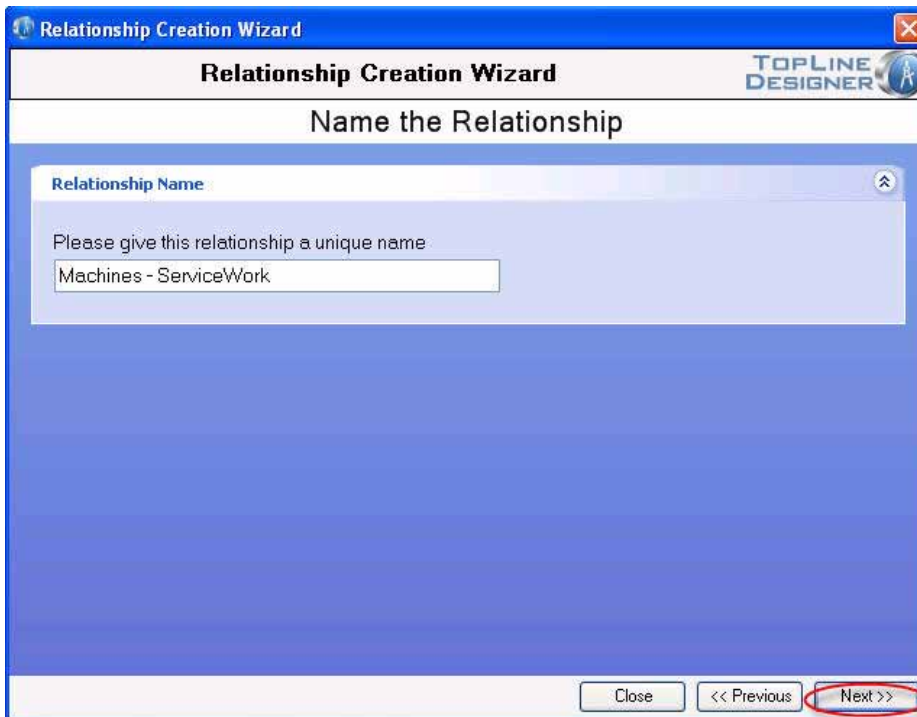 Relationship Creation Wizard
Relationship Creation Wizard
TOPLINE
DESIGNER
Name the Relationship
Relationship Name
Please give this relationship a unique name
Machines - ServiceWork
Close
<< Previous
Next >>